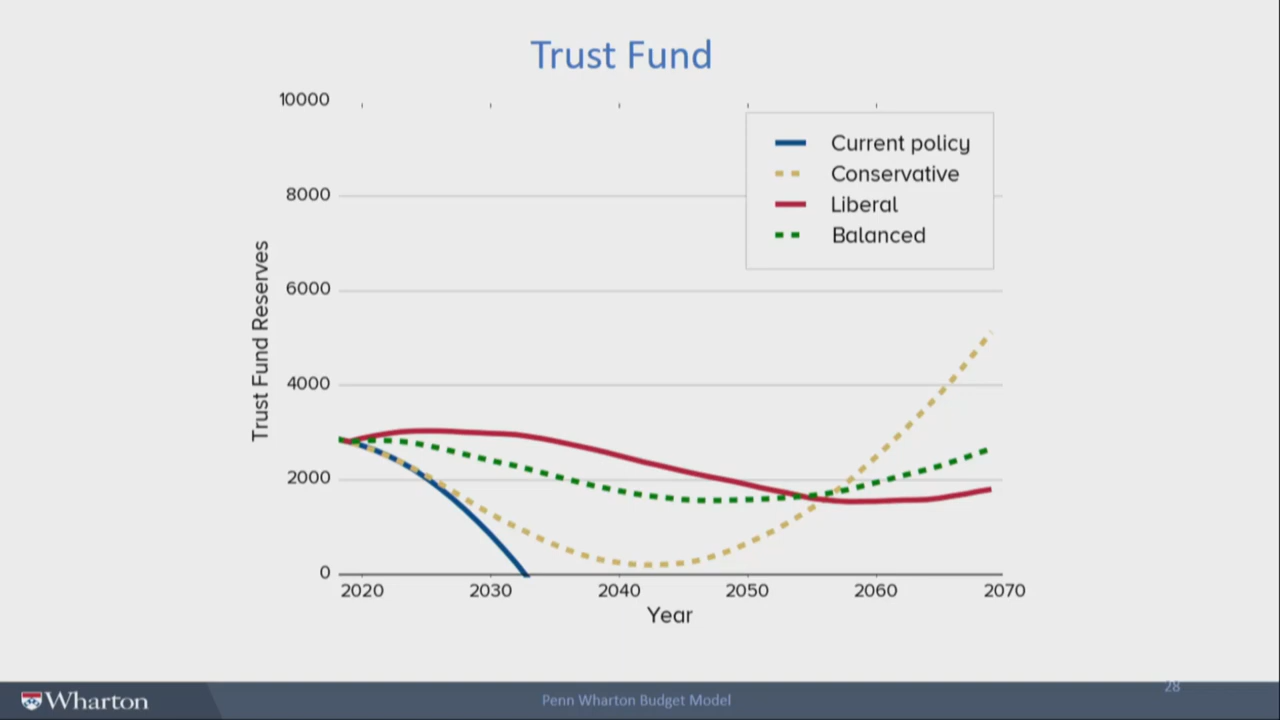 Trust Fund
10000
8000
6000
4000
2000
0
Trust Fund Reserves
Current policy
Conservative
Liberal
Balanced
2020 2030 2040 2050 2060 2070
Year
Wharton
Penn Wharton Budget Model
28